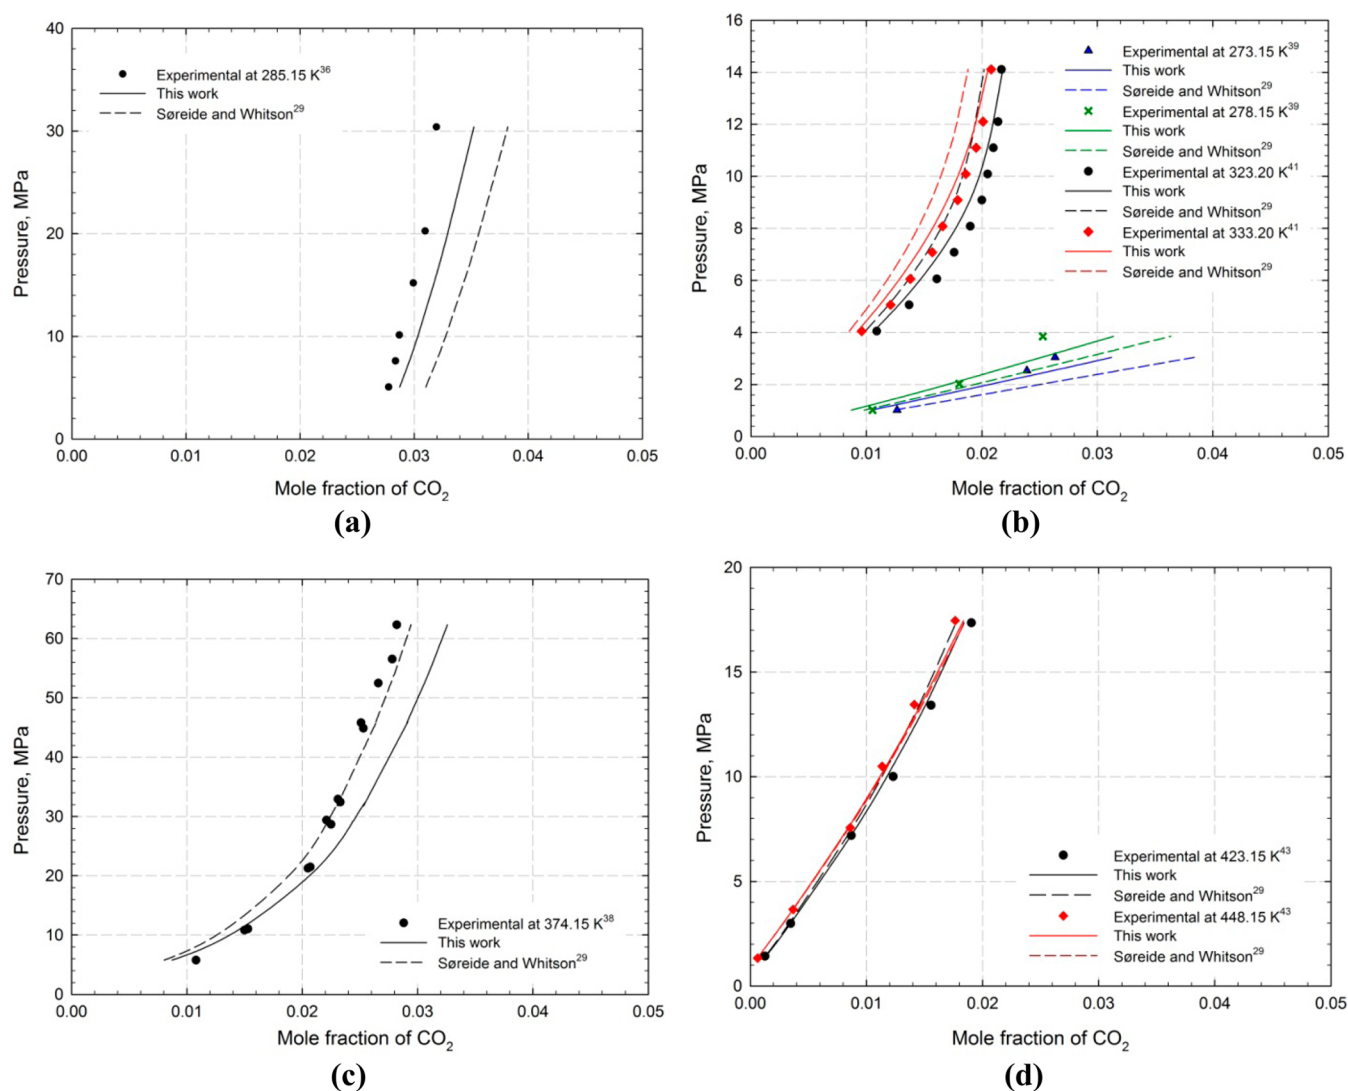 40
30
20
10
0
Pressure, MPa
Experimental at 285.15 K36
This work
Søreide and Whitson29
0.00 0.01 0.02 0.03 0.04 0.05
Mole fraction of CO2
(a)
16
14
12
10
8
6
4
2
0
Pressure, MPa
Experimental at 273.15 K39
This work
Søreide and Whitson29
Experimental at 278.15 K39
This work
Søreide and Whitson29
Experimental at 323.20 K41
This work
Søreide and Whitson29
Experimental at 333.20 K41
This work
Søreide and Whitson29
0.00 0.01 0.02 0.03 0.04 0.05
Mole fraction of CO2
(b)
70
60
50
40
30
20
10
0
Pressure, MPa
Experimental at 374.15 K38
This work
Søreide and Whitson29
0.00 0.01 0.02 0.03 0.04 0.05
Mole fraction of CO2
(c)
20
15
10
5
0
Pressure, MPa
Experimental at 423.15 K43
This work
Søreide and Whitson29
Experimental at 448.15 K43
This work
Søreide and Whitson29
0.00 0.01 0.02 0.03 0.04 0.05
Mole fraction of CO2
(d)